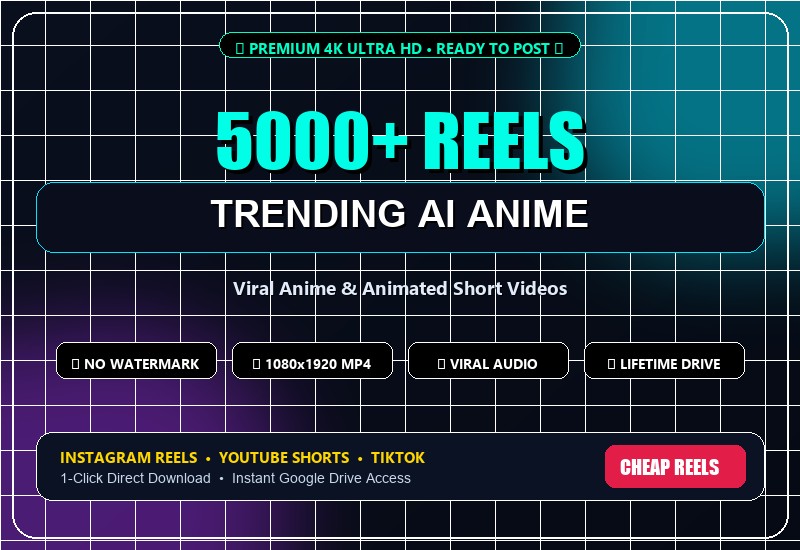 ▯ PREMIUM 4K ULTRA HD • READY TO POST ▯
5000+ REELS
TRENDING AI ANIME
Viral Anime & Animated Short Videos
▯ NO WATERMARK
▯ 1080x1920 MP4
▯ VIRAL AUDIO
▯ LIFETIME DRIVE
INSTAGRAM REELS • YOUTUBE SHORTS • TIKTOK
1-Click Direct Download • Instant Google Drive Access
CHEAP REELS